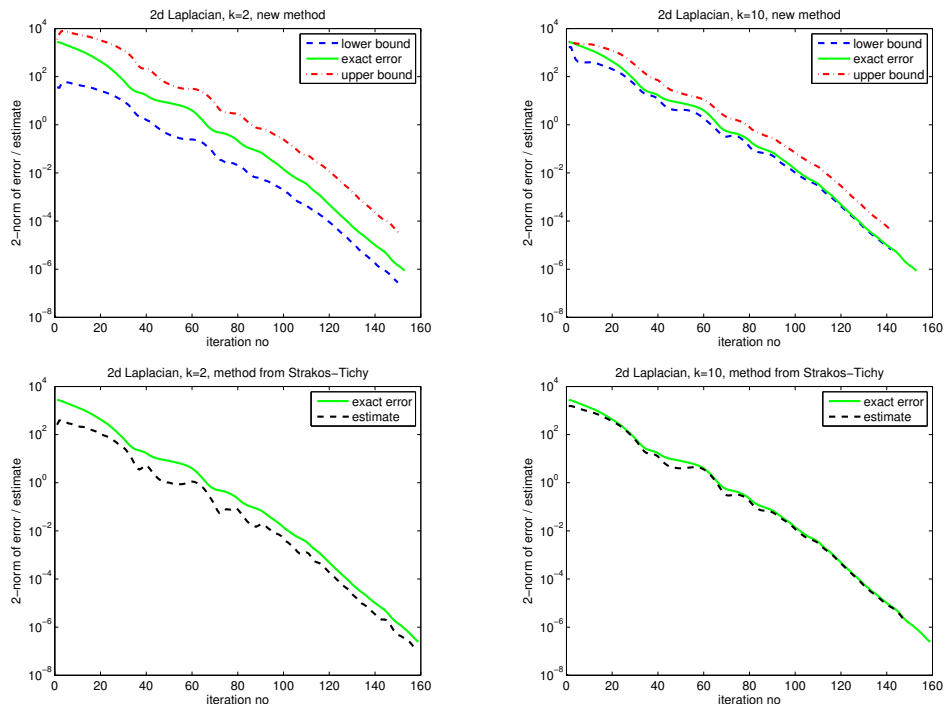 2d Laplacian, k=2, new method
10^4
10^2
10^0
10^−2
10^−4
10^−6
10^−8
2−norm of error / estimate
lower bound
exact error
upper bound
0 20 40 60 80 100 120 140 160
iteration no
2d Laplacian, k=10, new method
10^4
10^2
10^0
10^−2
10^−4
10^−6
10^−8
2−norm of error / estimate
lower bound
exact error
upper bound
0 20 40 60 80 100 120 140 160
iteration no
2d Laplacian, k=2, method from Strakos−Tichy
10^4
10^2
10^0
10^−2
10^−4
10^−6
10^−8
2−norm of error / estimate
exact error
estimate
0 20 40 60 80 100 120 140 160
iteration no
2d Laplacian, k=10, method from Strakos−Tichy
10^4
10^2
10^0
10^−2
10^−4
10^−6
10^−8
2−norm of error / estimate
exact error
estimate
0 20 40 60 80 100 120 140 160
iteration no